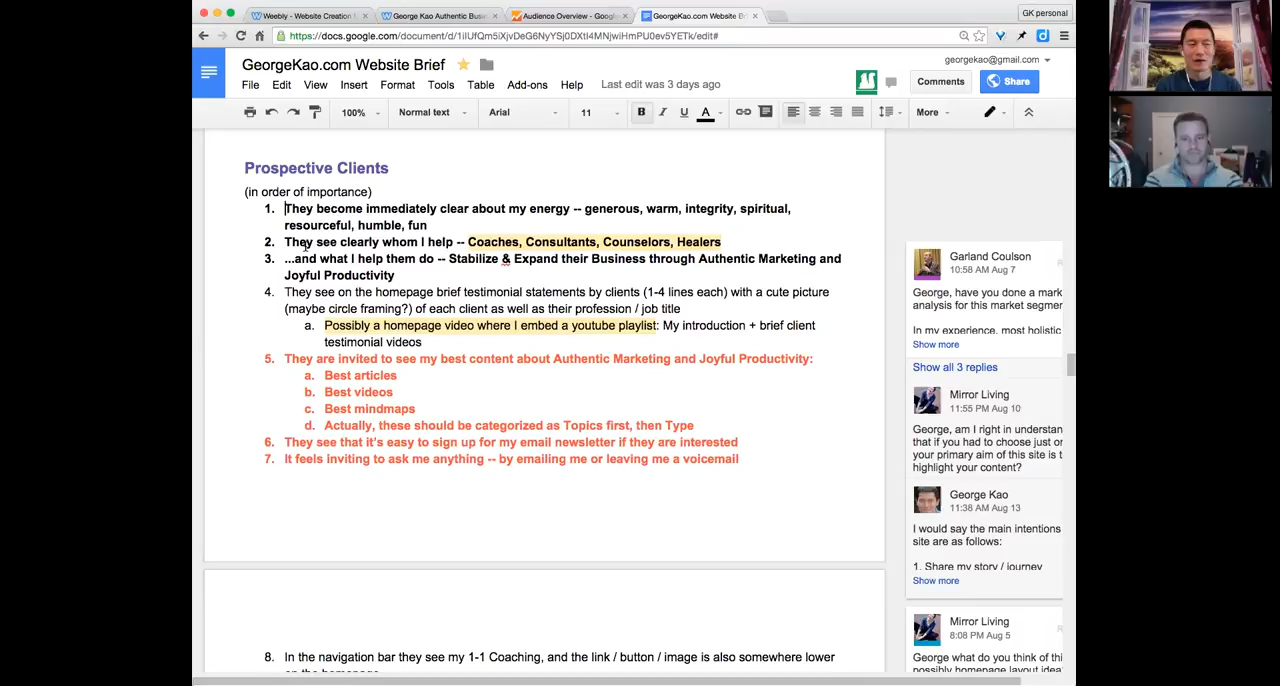 Weebly - Website Creation
George Kao Authentic Busi
Audience Overview - Google
GeorgeKao.com Website Bri
GK personal
https://docs.google.com/document/d/
/edit#
georgekao@gmail.com
GeorgeKao.com Website Brief
File Edit View Insert Format Tools Table Add-ons Help Last edit was 3 days ago
Comments
Share
100% Normal text Arial 11 B I U A More
Prospective Clients
(in order of importance)
1. They become immediately clear about my energy -- generous, warm, integrity, spiritual,
resourceful, humble, fun
2. They see clearly whom I help -- Coaches, Consultants, Counselors, Healers
3. ...and what I help them do -- Stabilize & Expand their Business through Authentic Marketing and
Joyful Productivity
4. They see on the homepage brief testimonial statements by clients (1-4 lines each) with a cute picture
(maybe circle framing?) of each client as well as their profession / job title
a. Possibly a homepage video where I embed a youtube playlist: My introduction + brief client
testimonial videos
5. They are invited to see my best content about Authentic Marketing and Joyful Productivity:
a. Best articles
b. Best videos
c. Best mindmaps
d. Actually, these should be categorized as Topics first, then Type
6. They see that it's easy to sign up for my email newsletter if they are interested
7. It feels inviting to ask me anything -- by emailing me or leaving me a voicemail
8. In the navigation bar they see my 1-1 Coaching, and the link / button / image is also somewhere lower
on the homepage
Garland Coulson
10:58 AM Aug 7
George, have you done a mark
analysis for this market segmen
In my experience, most holistic
Show more
Show all 3 replies
Mirror Living
11:55 PM Aug 10
George, am I right in understan
that if you had to choose just or
your primary aim of this site is t
highlight your content?
George Kao
11:38 AM Aug 13
I would say the main intentions
site are as follows:
1. Share my story / journey
Show more
Mirror Living
8:08 PM Aug 5
George what do you think of thi
possibly homepage layout idea